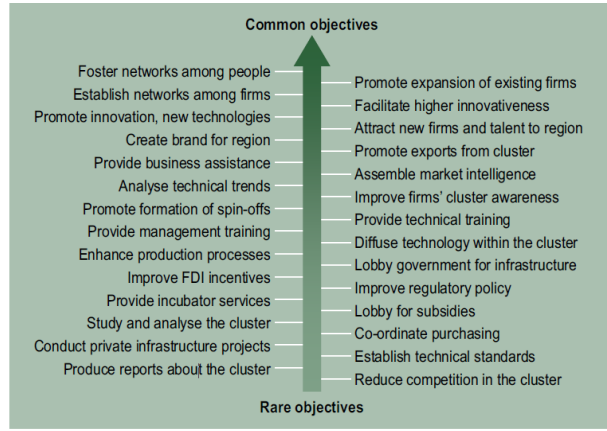 Common objectives
Foster networks among people
Promote expansion of existing firms
Establish networks among firms
Facilitate higher innovativeness
Promote innovation, new technologies
Attract new firms and talent to region
Create brand for region
Promote exports from cluster
Provide business assistance
Assemble market intelligence
Analyse technical trends
Improve firms' cluster awareness
Promote formation of spin-offs
Provide technical training
Provide management training
Diffuse technology within the cluster
Enhance production processes
Lobby government for infrastructure
Improve FDI incentives
Improve regulatory policy
Provide incubator services
Lobby for subsidies
Study and analyse the cluster
Co-ordinate purchasing
Conduct private infrastructure projects
Establish technical standards
Produce reports about the cluster
Reduce competition in the cluster
Rare objectives